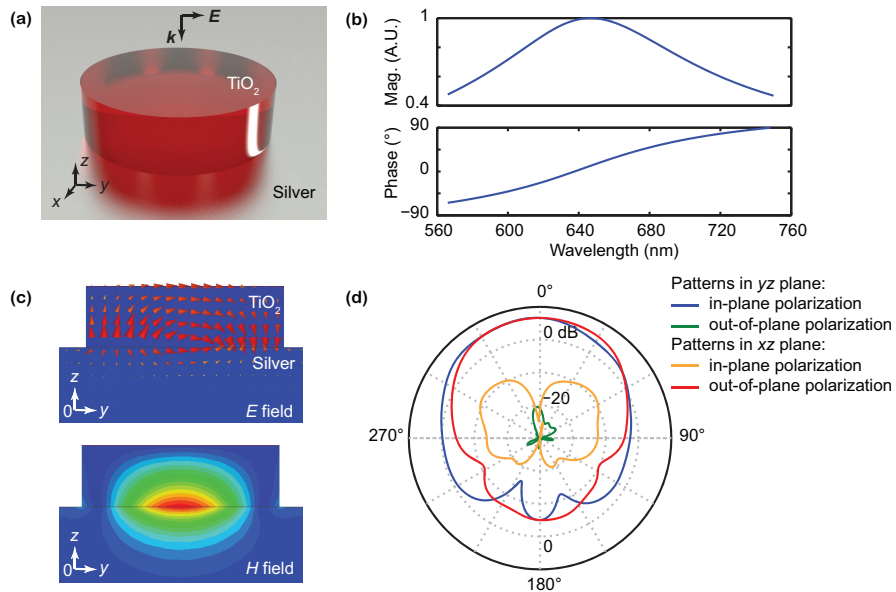 (a)
E
k
TiO2
z
y
x
Silver
(b)
Mag. (A.U.)
1
0.4
Phase (°)
90
0
−90
560
600
640
680
720
760
Wavelength (nm)
(c)
TiO2
Silver
z
0
y
E field
z
0
y
H field
(d)
0°
0 dB
−20
270°
90°
0
180°
Patterns in yz plane:
in-plane polarization
out-of-plane polarization
Patterns in xz plane:
in-plane polarization
out-of-plane polarization